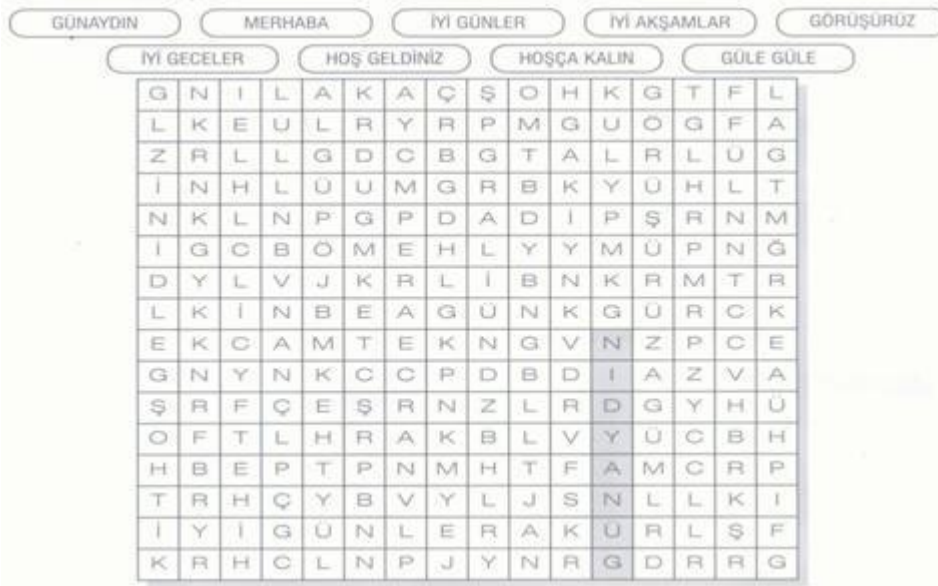 GÜNAYDIN MERHABA İYİ GÜNLER İYİ AKŞAMLAR GÖRÜŞÜRÜZ
İYİ GECELER HOŞ GELDİNİZ HOŞÇA KALIN GÜLE GÜLE
G N I L A K A Ç Ş O H K G T F L
L K E U L R Y R P M G U Ö G F A
Z R L L G D C B G T A L R L Ü G
İ N H L Ü U M G R B K Y Ü H L T
N K L N P G P D A D İ P Ş R N M
I G C B Ö M E H L Y Y M Ü P N Ğ
D Y L V J K R L İ B N K R M T R
L K İ N B E A G Ü N K G Ü R C K
E K C A M T E K N G V N Z P C E
G N Y N K C C P D B D I A Z V A
Ş R F Ç E Ş R N Z L R D G Y H Ü
O F T L H R A K B L V Y Ü C B H
H B E P T P N M H T F A M C R P
T R H Ç Y B V Y L J S N L L K I
İ Y İ G Ü N L E R A K Ü R L Ş F
K R H C L N P J Y N R G D R R G